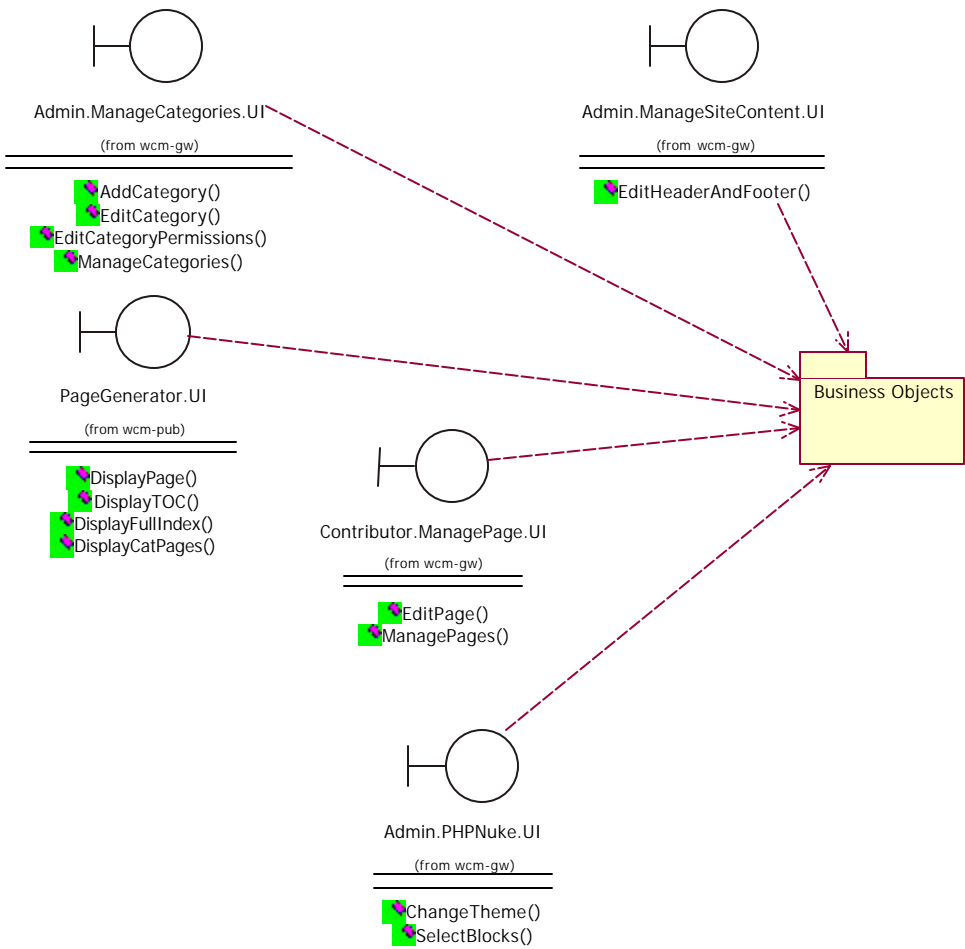 Admin.ManageCategories.UI
(from wcm-gw)
AddCategory()
EditCategory()
EditCategoryPermissions()
ManageCategories()
Admin.ManageSiteContent.UI
(from wcm-gw)
EditHeaderAndFooter()
PageGenerator.UI
(from wcm-pub)
DisplayPage()
DisplayTOC()
DisplayFullIndex()
DisplayCatPages()
Business Objects
Contributor.ManagePage.UI
(from wcm-gw)
EditPage()
ManagePages()
Admin.PHPNuke.UI
(from wcm-gw)
ChangeTheme()
SelectBlocks()